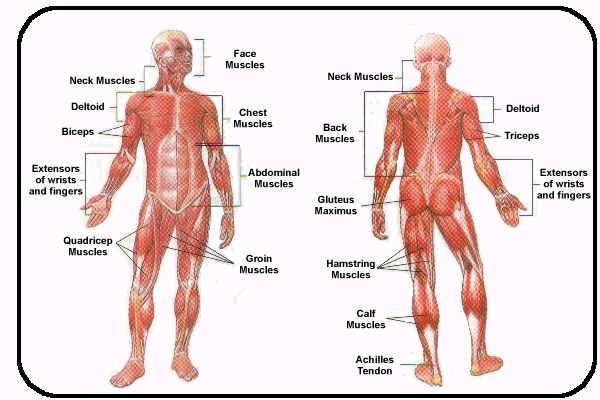 Face
Muscles
Neck Muscles
Deltoid
Biceps
Chest
Muscles
Extensors
of wrists
and fingers
Abdominal
Muscles
Quadricep
Muscles
Groin
Muscles
Neck Muscles
Deltoid
Back
Muscles
Triceps
Extensors
of wrists
and fingers
Gluteus
Maximus
Hamstring
Muscles
Calf
Muscles
Achilles
Tendon